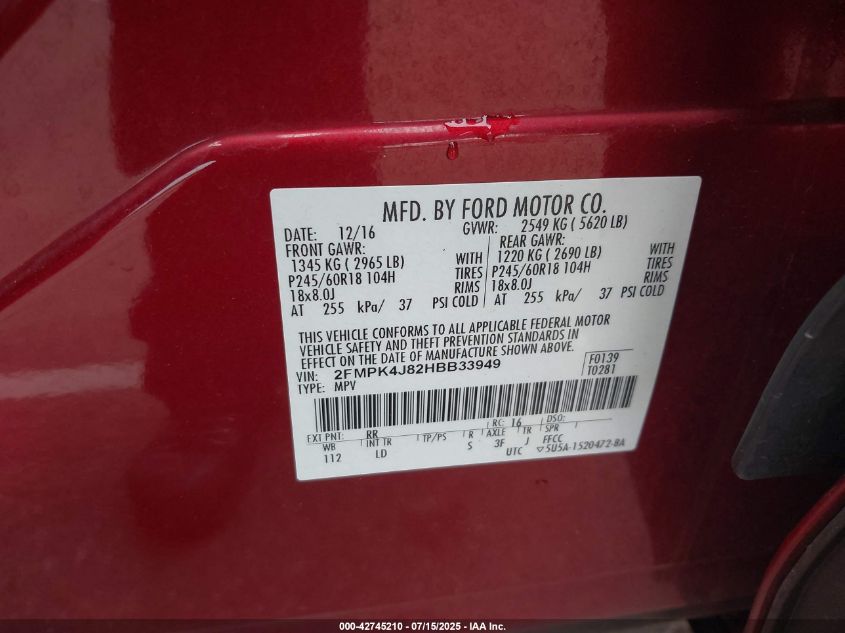 MFD. BY FORD MOTOR CO.
DATE: 12/16 GVWR: 2549 KG ( 5620 LB)
FRONT GAWR: REAR GAWR:
1345 KG ( 2965 LB) WITH 1220 KG ( 2690 LB) WITH
P245/60R18 104H TIRES P245/60R18 104H TIRES
18x8.0J RIMS 18x8.0J RIMS
AT 255 kPa/ 37 PSI COLD AT 255 kPa/ 37 PSI COLD
THIS VEHICLE CONFORMS TO ALL APPLICABLE FEDERAL MOTOR
VEHICLE SAFETY AND THEFT PREVENTION STANDARDS IN
EFFECT ON THE DATE OF MANUFACTURE SHOWN ABOVE.
VIN: 2FMPK4J82HBB33949 F0139
TYPE: MPV T0281
EXT PNT: RR RC: 16 DSO:
WB INT TR TP/PS R AXLE TR SPR
112 LD S 3F J FFCC
UTC ▽5U5A-1520472-BA
000-42745210 - 07/15/2025 - IAA Inc.